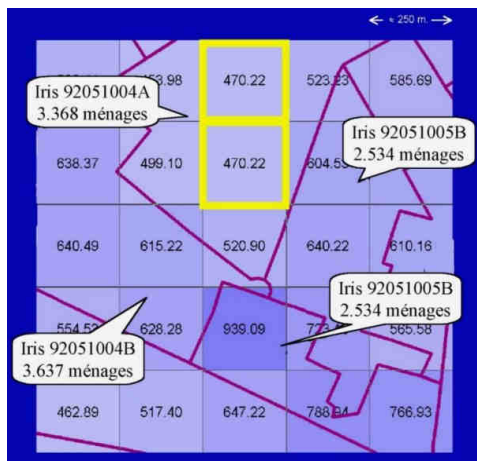 ≈ 250 m.
470.22 523.23 585.69
Iris 92051004A
3.368 ménages
Iris 92051005B
2.534 ménages
638.37 499.10 470.22
640.49 615.22 520.90 640.22 610.16
Iris 92051005B
2.534 ménages
628.28 939.09 565.58
Iris 92051004B
3.637 ménages
462.89 517.40 647.22 788.94 766.93